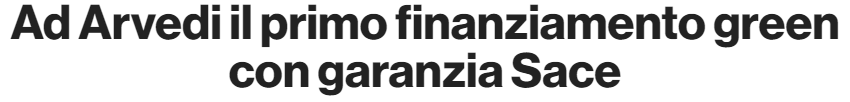 Ad Arvedi il primo finanziamento green
con garanzia Sace